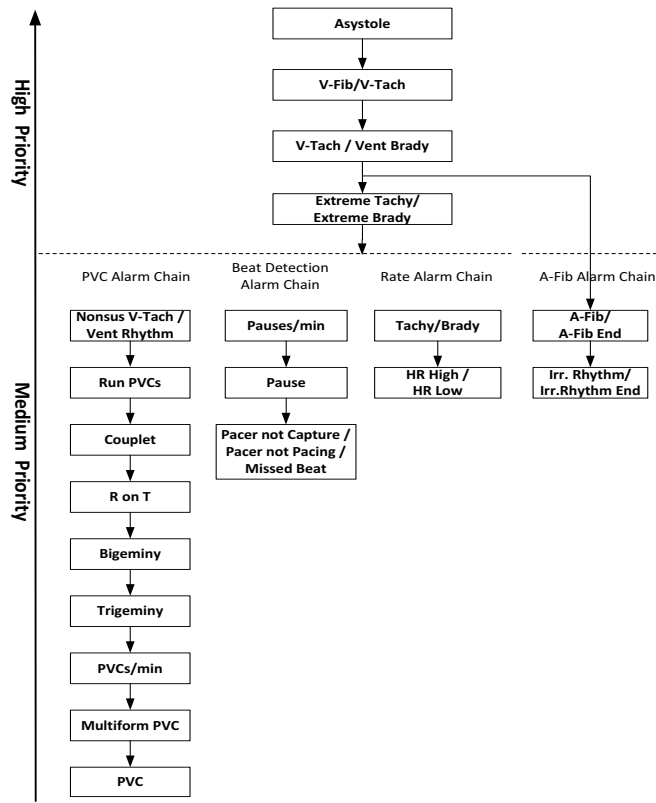 High Priority
Asystole
V-Fib/V-Tach
V-Tach / Vent Brady
Extreme Tachy/
Extreme Brady
Medium Priority
PVC Alarm Chain
Nonsus V-Tach /
Vent Rhythm
Run PVCs
Couplet
R on T
Bigeminy
Trigeminy
PVCs/min
Multiform PVC
PVC
Beat Detection
Alarm Chain
Pauses/min
Pause
Pacer not Capture /
Pacer not Pacing /
Missed Beat
Rate Alarm Chain
Tachy/Brady
HR High /
HR Low
A-Fib Alarm Chain
A-Fib/
A-Fib End
Irr. Rhythm/
Irr.Rhythm End